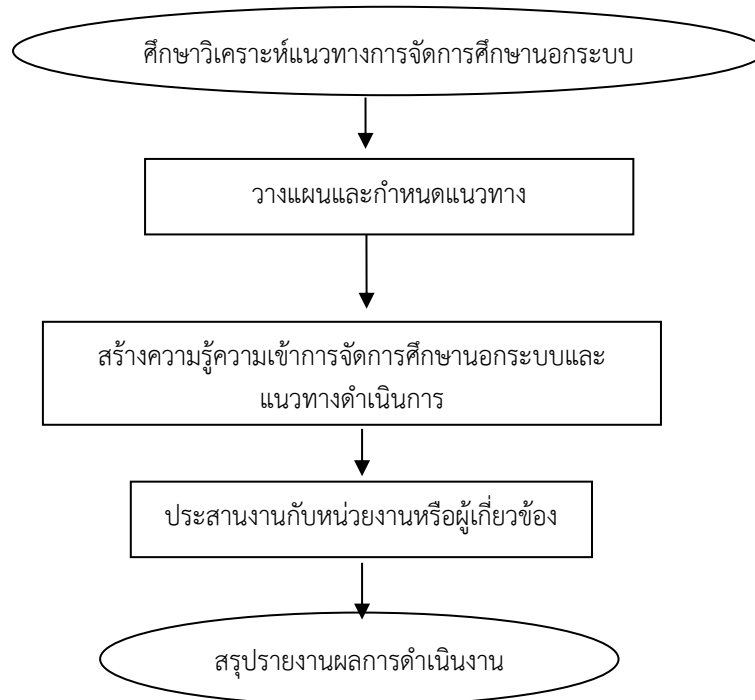 ศึกษาวิเคราะห์แนวทางการจัดการศึกษานอกระบบ
วางแผนและกำหนดแนวทาง
สร้างความรู้ความเข้าการจัดการศึกษานอกระบบและ
แนวทางดำเนินการ
ประสานงานกับหน่วยงานหรือผู้เกี่ยวข้อง
สรุปรายงานผลการดำเนินงาน